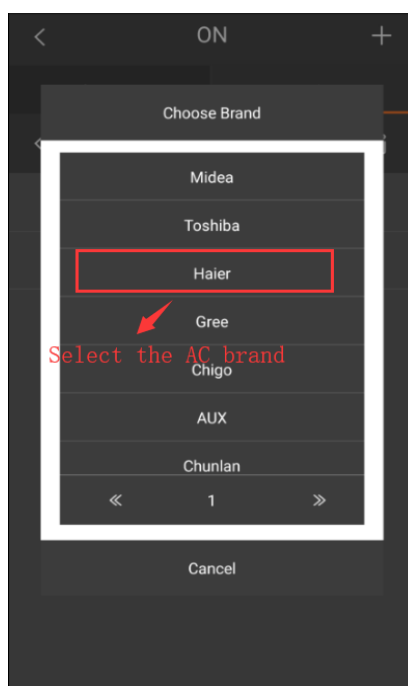 ON
Choose Brand
Midea
Toshiba
Haier
Gree
Select the AC brand
Chigo
AUX
Chunlan
1
Cancel